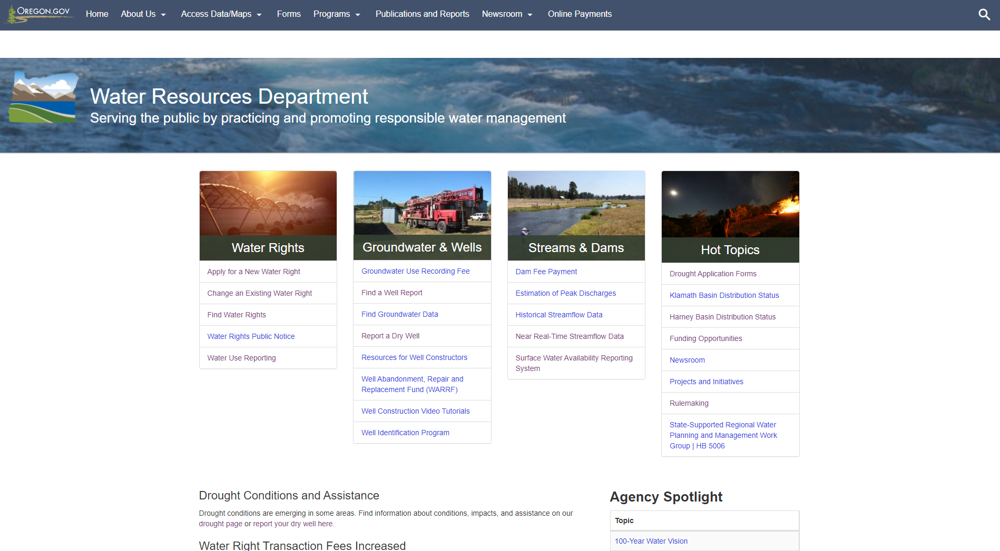 OREGON.GOV
Home
About Us
Access Data/Maps
Forms
Programs
Publications and Reports
Newsroom
Online Payments
Water Resources Department
Serving the public by practicing and promoting responsible water management
Water Rights
Apply for a New Water Right
Change an Existing Water Right
Find Water Rights
Water Rights Public Notice
Water Use Reporting
Groundwater & Wells
Groundwater Use Recording Fee
Find a Well Report
Find Groundwater Data
Report a Dry Well
Resources for Well Constructors
Well Abandonment, Repair and
Replacement Fund (WARRF)
Well Construction Video Tutorials
Well Identification Program
Streams & Dams
Dam Fee Payment
Estimation of Peak Discharges
Historical Streamflow Data
Near Real-Time Streamflow Data
Surface Water Availability Reporting
System
Hot Topics
Drought Application Forms
Klamath Basin Distribution Status
Harney Basin Distribution Status
Funding Opportunities
Newsroom
Projects and Initiatives
Rulemaking
State-Supported Regional Water
Planning and Management Work
Group | HB 5006
Drought Conditions and Assistance
Drought conditions are emerging in some areas. Find information about conditions, impacts, and assistance on our
drought page or report your dry well here.
Water Right Transaction Fees Increased
Agency Spotlight
Topic
100-Year Water Vision